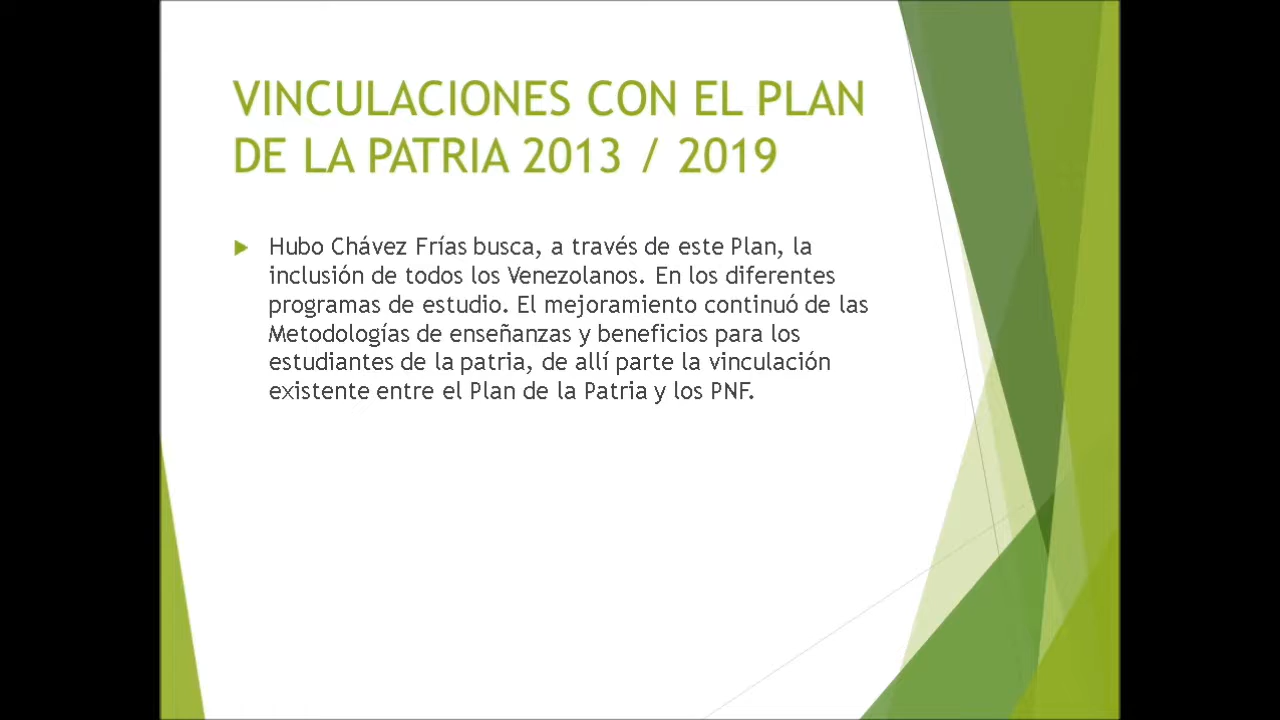 VINCULACIONES CON EL PLAN
DE LA PATRIA 2013 / 2019
Hubo Chávez Frías busca, a través de este Plan, la
inclusión de todos los Venezolanos. En los diferentes
programas de estudio. El mejoramiento continuó de las
Metodologías de enseñanzas y beneficios para los
estudiantes de la patria, de allí parte la vinculación
existente entre el Plan de la Patria y los PNF.